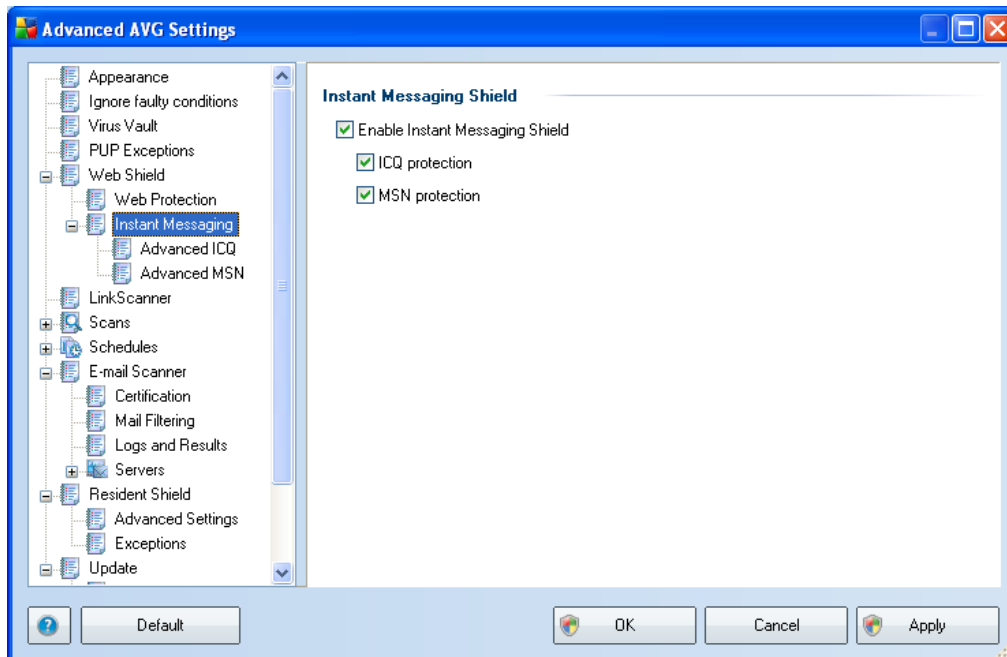 Advanced AVG Settings
Appearance
Ignore faulty conditions
Virus Vault
PUP Exceptions
Web Shield
Web Protection
Instant Messaging
Advanced ICQ
Advanced MSN
LinkScanner
Scans
Schedules
E-mail Scanner
Certification
Mail Filtering
Logs and Results
Servers
Resident Shield
Advanced Settings
Exceptions
Update
Instant Messaging Shield
Enable Instant Messaging Shield
ICQ protection
MSN protection
Default
OK
Cancel
Apply